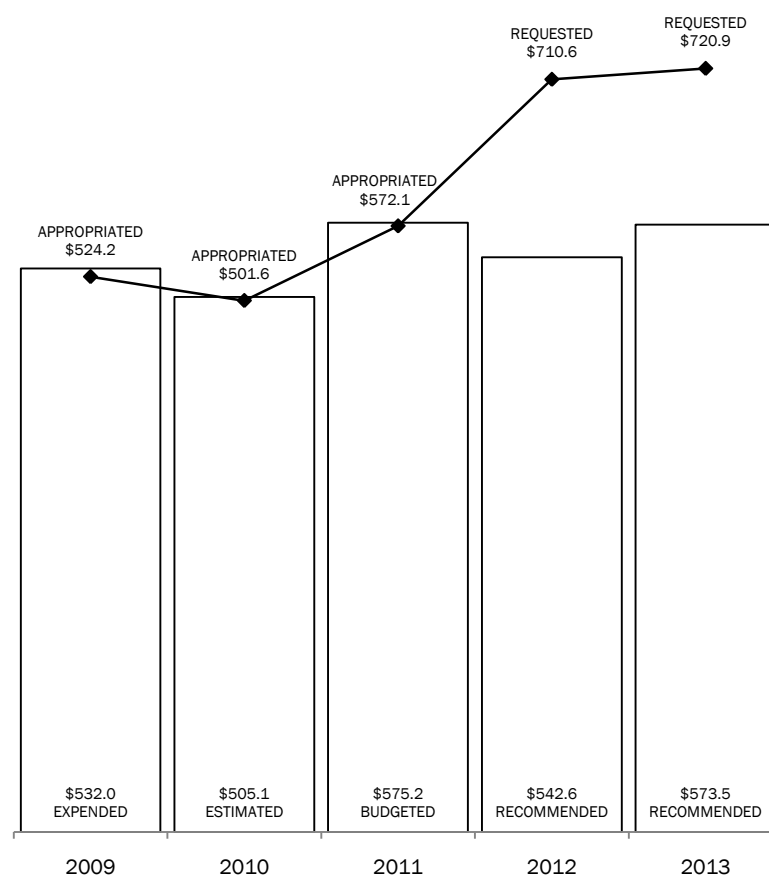 REQUESTED
$720.9
REQUESTED
$710.6
APPROPRIATED
$572.1
APPROPRIATED
$524.2
APPROPRIATED
$501.6
$532.0
EXPENDED
$505.1
ESTIMATED
$575.2
BUDGETED
$542.6
RECOMMENDED
$573.5
RECOMMENDED
2009
2010
2011
2012
2013